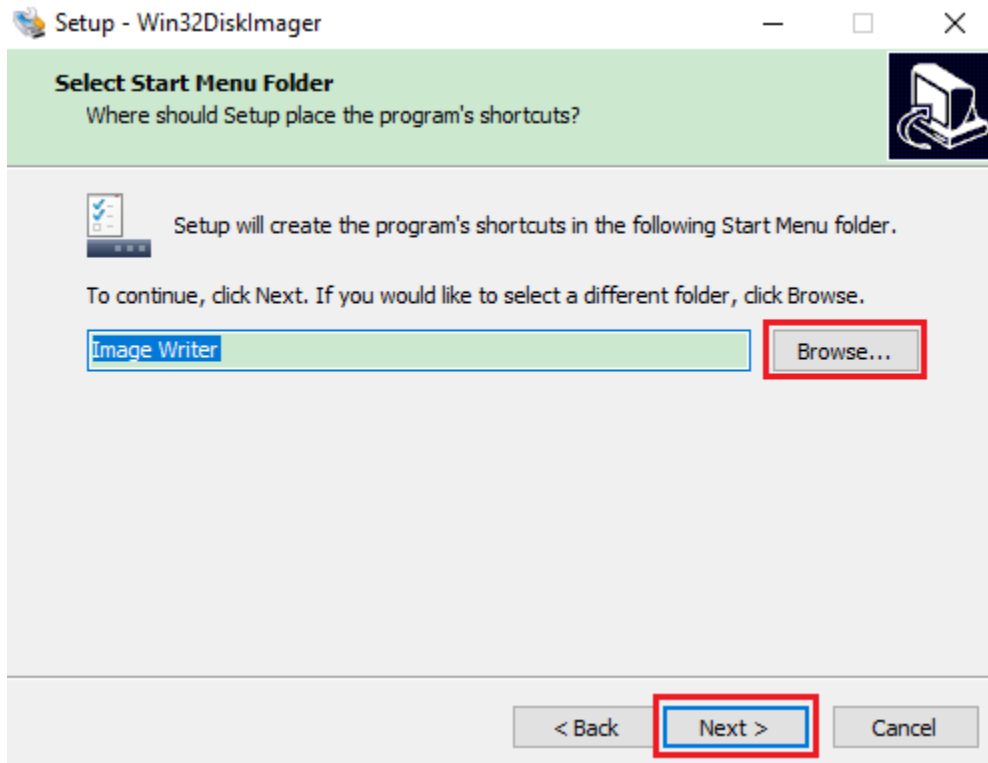 Setup - Win32DiskImager
Select Start Menu Folder
Where should Setup place the program's shortcuts?
Setup will create the program's shortcuts in the following Start Menu folder.
To continue, click Next. If you would like to select a different folder, click Browse.
Image Writer
Browse...
< Back
Next >
Cancel